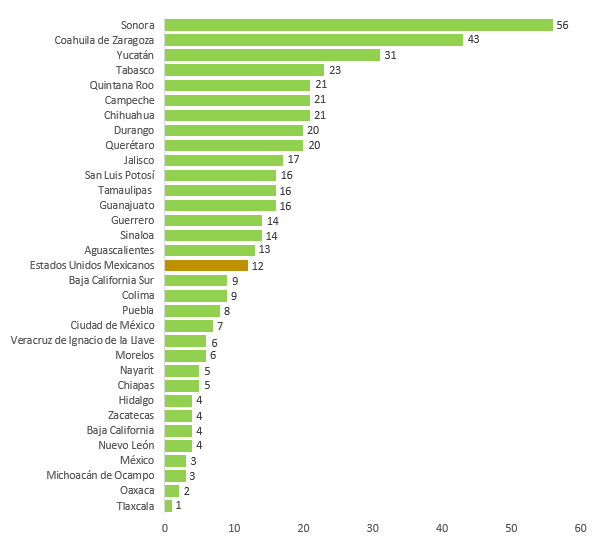 Sonora 56
Coahuila de Zaragoza 43
Yucatán 31
Tabasco 23
Quintana Roo 21
Campeche 21
Chihuahua 21
Durango 20
Querétaro 20
Jalisco 17
San Luis Potosí 16
Tamaulipas 16
Guanajuato 16
Guerrero 14
Sinaloa 14
Aguascalientes 13
Estados Unidos Mexicanos 12
Baja California Sur 9
Colima 9
Puebla 8
Ciudad de México 7
Veracruz de Ignacio de la Llave 6
Morelos 6
Nayarit 5
Chiapas 5
Hidalgo 4
Zacatecas 4
Baja California 4
Nuevo León 4
México 3
Michoacán de Ocampo 3
Oaxaca 2
Tlaxcala 1
0 10 20 30 40 50 60